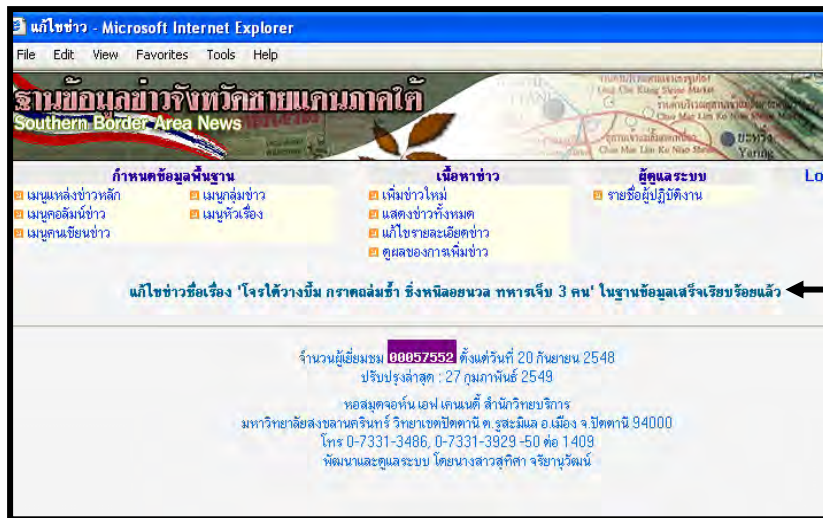 แก้ไขข่าว - Microsoft Internet Explorer
File Edit View Favorites Tools Help
ฐานข้อมูลข่าวจังหวัดชายแดนภาคใต้
Southern Border Area News
กำหนดข้อมูลพื้นฐาน เนื้อหาข่าว ผู้ดูแลระบบ Lo
เมนูแหล่งข่าวหลัก เมนูกลุ่มข่าว เพิ่มข่าวใหม่ รายชื่อผู้ปฏิบัติงาน
เมนูคอลัมน์ข่าว เมนูหัวเรื่อง แสดงข่าวทั้งหมด
เมนูคนเขียนข่าว แก้ไขรายละเอียดข่าว
ดูผลของการเพิ่มข่าว
แก้ไขข่าวชื่อเรื่อง 'โจรใต้วางบึ้ม กราดถล่มซ้ำ ซิ่งหนีลอยนวล ทหารเจ็บ 3 คน' ในฐานข้อมูลเสร็จเรียบร้อยแล้ว
จำนวนผู้เยี่ยมชม 00057552 ตั้งแต่วันที่ 20 กันยายน 2548
ปรับปรุงล่าสุด : 27 กุมภาพันธ์ 2549
หอสมุดจอห์น เอฟ เคนเนดี้ สำนักวิทยบริการ
มหาวิทยาลัยสงขลานครินทร์ วิทยาเขตปัตตานี ต.รูสะมิแล อ.เมือง จ.ปัตตานี 94000
โทร 0-7331-3486, 0-7331-3929 -50 ต่อ 1409
พัฒนาและดูแลระบบ โดยนางสาวสุทิศา จรัยานุวัฒน์